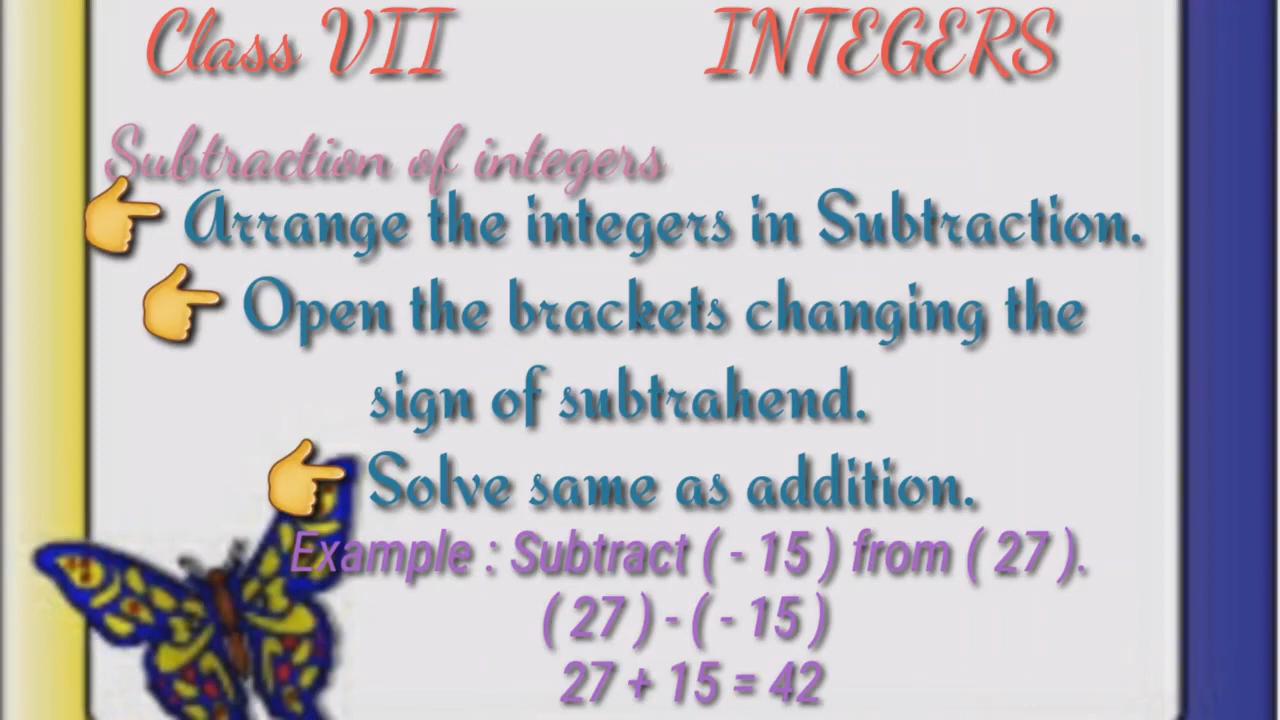 Class VII INTEGERS
Subtraction of integers
👉 Arrange the integers in Subtraction.
👉 Open the brackets changing the
sign of subtrahend.
👉 Solve same as addition.
Example : Subtract ( - 15 ) from ( 27 ).
( 27 ) - ( - 15 )
27 + 15 = 42